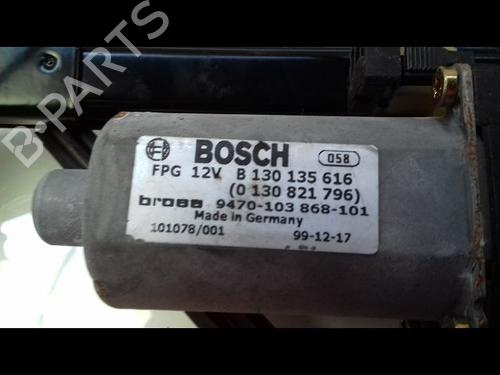 B-PARTS
BOSCH 058
FPG 12V B 130 135 616
(0 130 821 796)
brose 9470-103 868-101
Made in Germany
101078/001 99-12-17